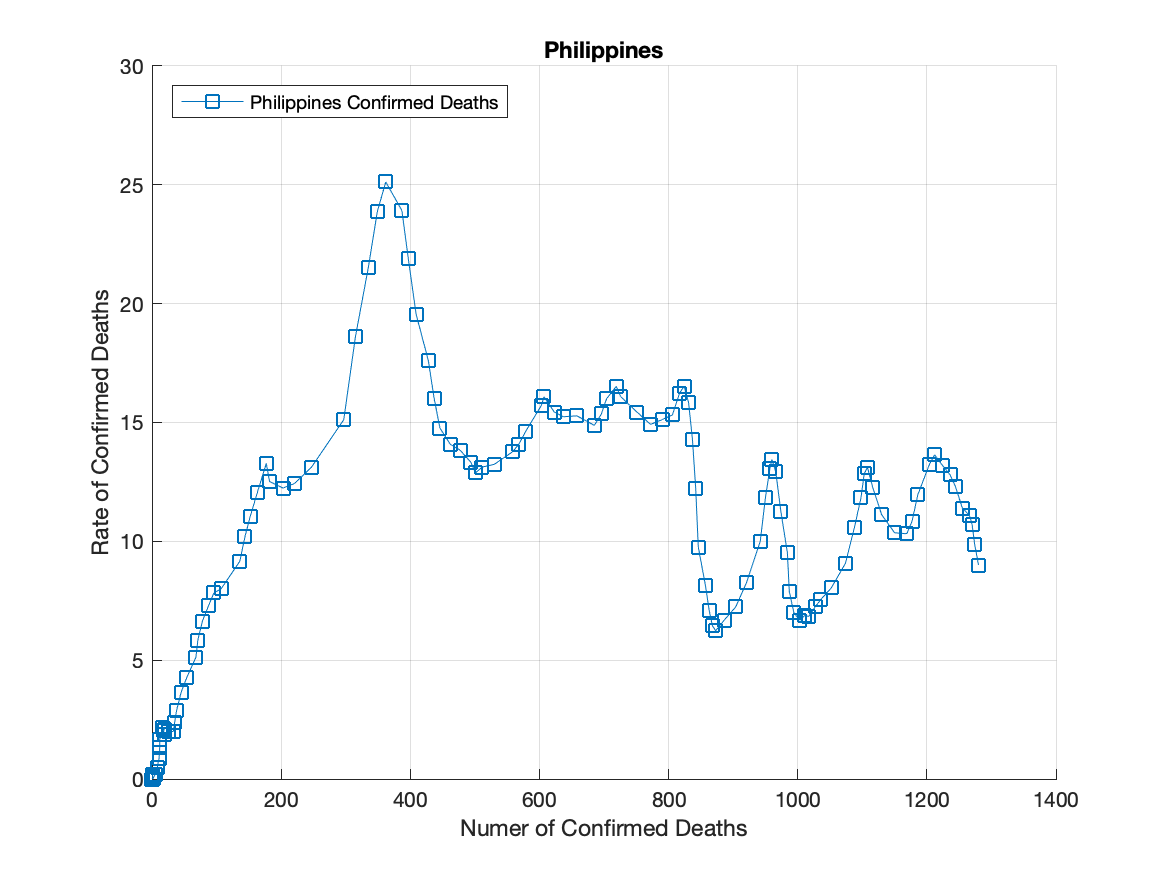 Philippines
30
Philippines Confirmed Deaths
25
20
15
10
5
0
Rate of Confirmed Deaths
0 200 400 600 800 1000 1200 1400
Numer of Confirmed Deaths